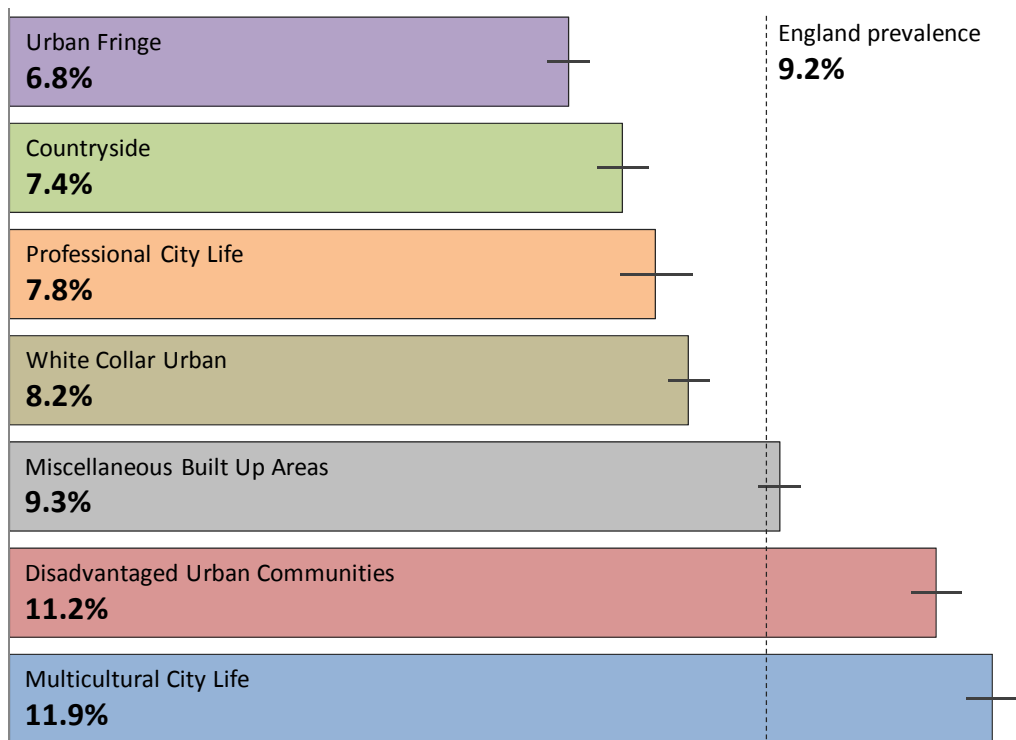 Urban Fringe
6.8%
England prevalence
9.2%
Countryside
7.4%
Professional City Life
7.8%
White Collar Urban
8.2%
Miscellaneous Built Up Areas
9.3%
Disadvantaged Urban Communities
11.2%
Multicultural City Life
11.9%